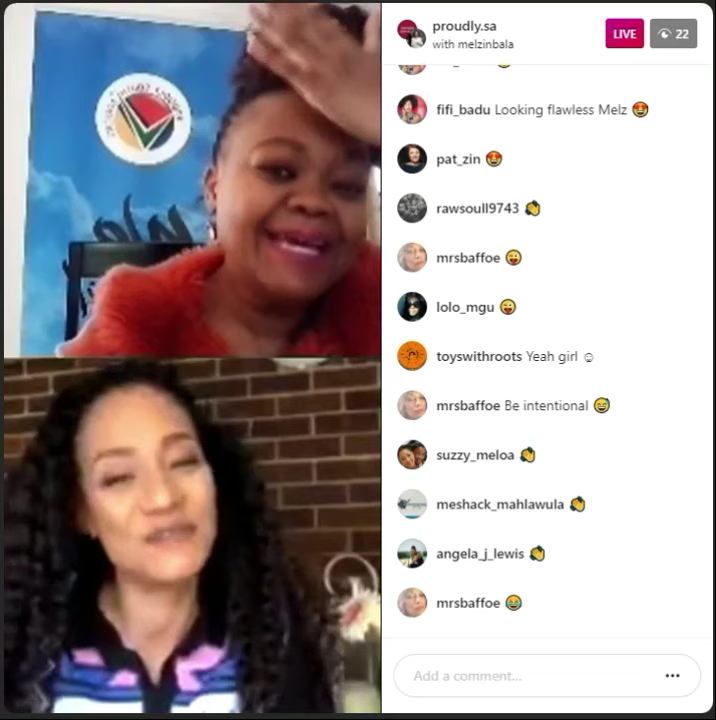 proudly.sa
with melzinbala
LIVE
22
fifi_badu Looking flawless Melz 😍
pat_zin 😍
rawsoull9743 👏
mrsbaffoe 😜
lolo_mgu 😜
toyswithroots Yeah girl ☺
mrsbaffoe Be intentional 😅
suzzy_meloa 👏
meshack_mahlawula 👏
angela_j_lewis 👏
mrsbaffoe 😂
Add a comment...